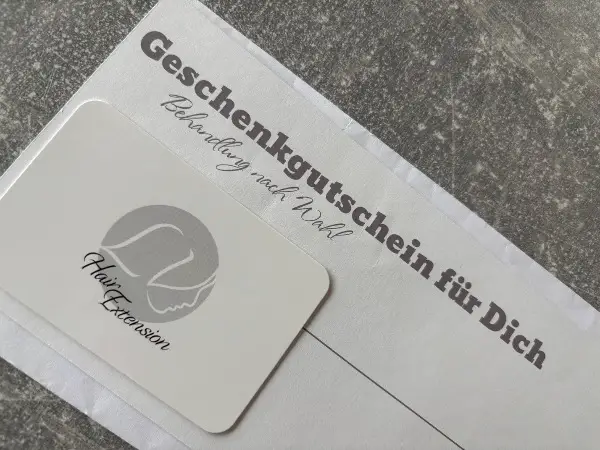 Geschenkgutschein für Dich
Behandlung nach Wahl
Hair
Extension